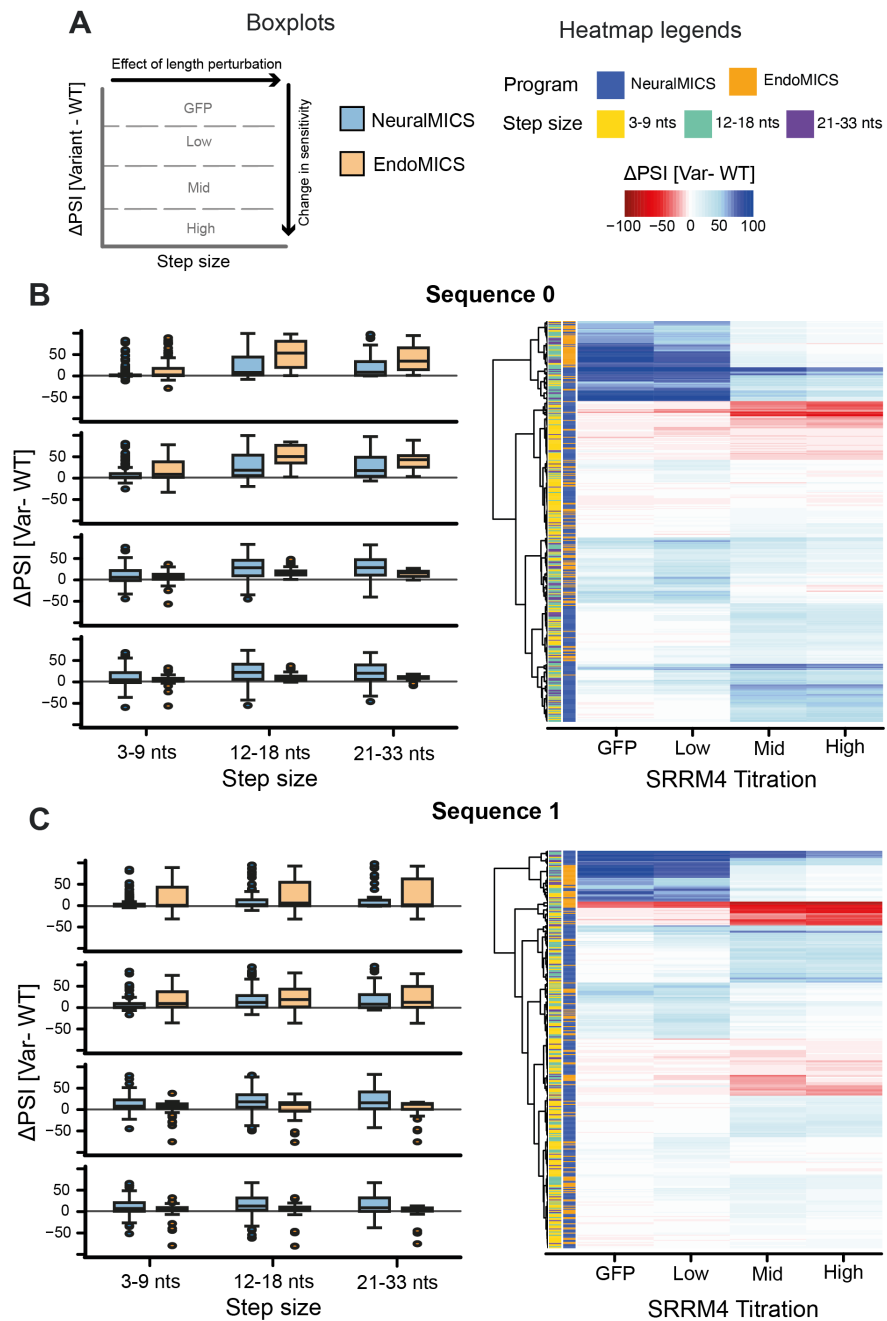 A
Boxplots
Heatmap legends
Effect of length perturbation
ΔPSI [Variant - WT]
GFP
Low
Mid
High
Change in sensitivity
Step size
NeuralMICS
EndoMICS
Program
NeuralMICS
EndoMICS
Step size
3-9 nts
12-18 nts
21-33 nts
ΔPSI [Var- WT]
−100
−50
0
50
100
B
Sequence 0
ΔPSI [Var- WT]
50
0
−50
50
0
−50
50
0
−50
50
0
−50
3-9 nts
12-18 nts
21-33 nts
Step size
GFP
Low
Mid
High
SRRM4 Titration
C
Sequence 1
ΔPSI [Var- WT]
50
0
−50
50
0
−50
50
0
−50
50
0
−50
3-9 nts
12-18 nts
21-33 nts
Step size
GFP
Low
Mid
High
SRRM4 Titration